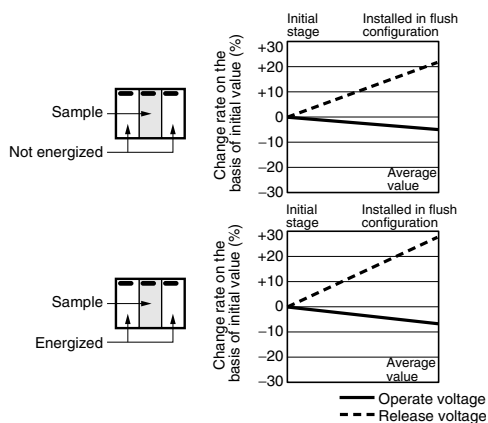 Initial stage
Installed in flush configuration
Change rate on the basis of initial value (%)
+30
+20
+10
0
−10
−20
−30
Average value
Sample
Not energized
Initial stage
Installed in flush configuration
Change rate on the basis of initial value (%)
+30
+20
+10
0
−10
−20
−30
Average value
Sample
Energized
Operate voltage
Release voltage